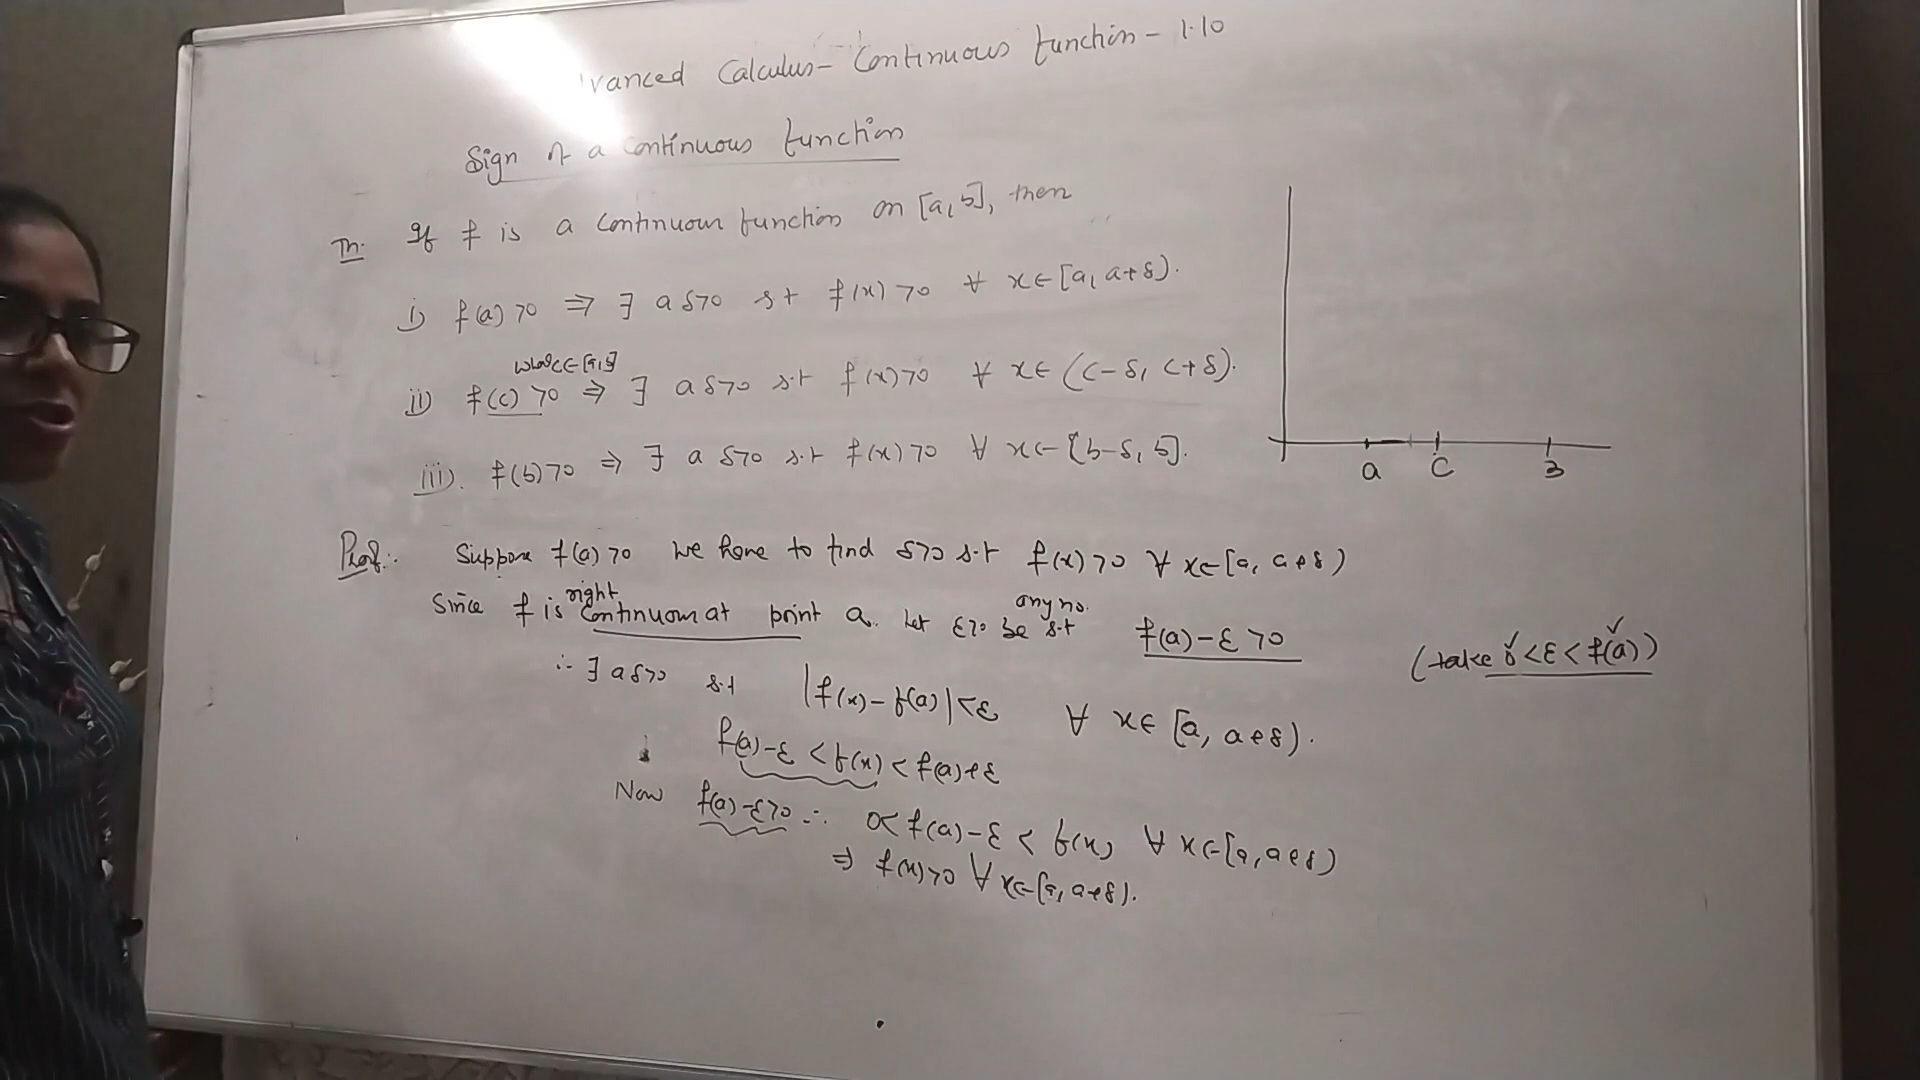 vanced Calculus - Continuous function - 1.10
Sign of a Continuous function
Th. If f is a continuous function on [a, b], then
i) f(a) >0 ⇒ ∃ a δ>0 s.t f(x) >0 ∀ x∈[a, a+δ).
where c∈[a,b]
ii) f(c) >0 ⇒ ∃ a δ>0 s.t f(x)>0 ∀ x∈ (c-δ, c+δ).
iii). f(b)>0 ⇒ ∃ a δ>0 s.t f(x)>0 ∀ x∈ [b-δ, b].
a c b
Proof:. Suppose f(a) >0 we have to find δ>0 s.t f(x) >0 ∀ x∈[a, a+δ)
right any no.
Since f is continuous at point a. Let ε>0 be s.t f(a)-ε >0 (take 0<ε< f(a))
∴ ∃ a δ>0 s.t |f(x)-f(a)|<ε ∀ x∈ [a, a+δ).
f(a)-ε <f(x) < f(a)+ε
Now f(a)-ε>0 ∴ 0< f(a)-ε < f(x) ∀ x∈[a, a+δ)
⇒ f(x)>0 ∀ x∈[a, a+δ).